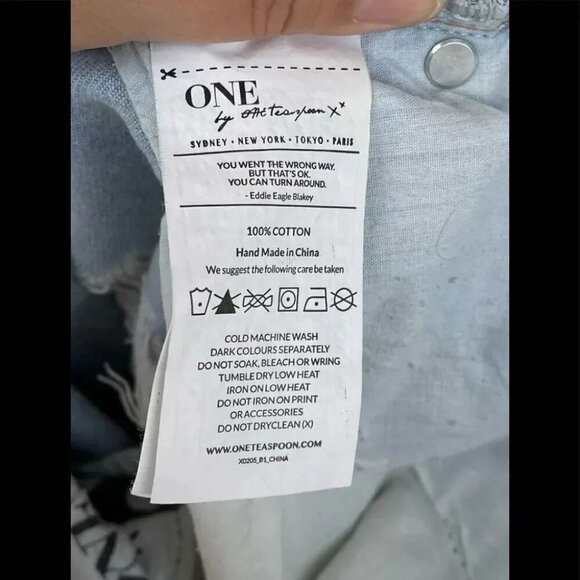 ONE
by One teaspoon X x
SYDNEY • NEW YORK • TOKYO • PARIS
YOU WENT THE WRONG WAY.
BUT THAT'S OK.
YOU CAN TURN AROUND.
- Eddie Eagle Blakey
100% COTTON
Hand Made in China
We suggest the following care be taken
COLD MACHINE WASH
DARK COLOURS SEPARATELY
DO NOT SOAK, BLEACH OR WRING
TUMBLE DRY LOW HEAT
IRON ON LOW HEAT
DO NOT IRON ON PRINT
OR ACCESSORIES
DO NOT DRYCLEAN (X)
WWW.ONETEASPOON.COM
XD205_B1_CHINA